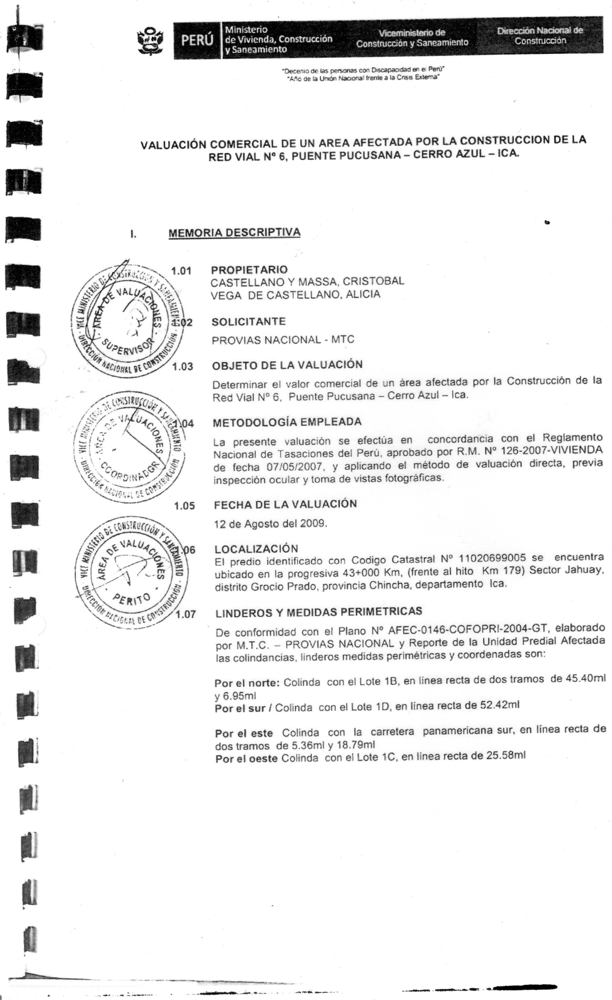 PERÚ
Ministerio
de Vivienda, Construcción
y Saneamiento
Viceministerio de
Construcción y Saneamiento
Dirección Nacional de
Construcción
"Decenio de las personas con Discapacidad en el Perú"
"Año de la Unión Nacional frente a la Crisis Externa"
VALUACIÓN COMERCIAL DE UN AREA AFECTADA POR LA CONSTRUCCION DE LA
RED VIAL Nº 6, PUENTE PUCUSANA – CERRO AZUL – ICA.
I. MEMORIA DESCRIPTIVA
1.01 PROPIETARIO
CASTELLANO Y MASSA, CRISTOBAL
VEGA DE CASTELLANO, ALICIA
VICE MINISTERIO DE CONSTRUCCIÓN Y SANEAMIENTO
DIRECCIÓN NACIONAL DE CONSTRUCCIÓN
ÁREA DE VALUACIONES
SUPERVISOR
1.02 SOLICITANTE
PROVIAS NACIONAL - MTC
1.03 OBJETO DE LA VALUACIÓN
Determinar el valor comercial de un área afectada por la Construcción de la
Red Vial Nº 6, Puente Pucusana – Cerro Azul – Ica.
VICE MINISTERIO DE CONSTRUCCIÓN Y SANEAMIENTO
DIRECCIÓN NACIONAL DE CONSTRUCCIÓN
ÁREA DE VALUACIONES
COORDINADOR
1.04 METODOLOGÍA EMPLEADA
La presente valuación se efectúa en concordancia con el Reglamento
Nacional de Tasaciones del Perú, aprobado por R.M. Nº 126-2007-VIVIENDA
de fecha 07/05/2007, y aplicando el método de valuación directa, previa
inspección ocular y toma de vistas fotográficas.
1.05 FECHA DE LA VALUACIÓN
12 de Agosto del 2009.
VICE MINISTERIO DE CONSTRUCCIÓN Y SANEAMIENTO
DIRECCIÓN NACIONAL DE CONSTRUCCIÓN
ÁREA DE VALUACIONES
PERITO
1.06 LOCALIZACIÓN
El predio identificado con Codigo Catastral Nº 11020699005 se encuentra
ubicado en la progresiva 43+000 Km, (frente al hito Km 179) Sector Jahuay,
distrito Grocio Prado, provincia Chincha, departamento Ica.
1.07 LINDEROS Y MEDIDAS PERIMETRICAS
De conformidad con el Plano Nº AFEC-0146-COFOPRI-2004-GT, elaborado
por M.T.C. – PROVIAS NACIONAL y Reporte de la Unidad Predial Afectada
las colindancias, linderos medidas perimétricas y coordenadas son:
Por el norte: Colinda con el Lote 1B, en línea recta de dos tramos de 45.40ml
y 6.95ml
Por el sur / Colinda con el Lote 1D, en línea recta de 52.42ml
Por el este Colinda con la carretera panamericana sur, en línea recta de
dos tramos de 5.36ml y 18.79ml
Por el oeste Colinda con el Lote 1C, en línea recta de 25.58ml